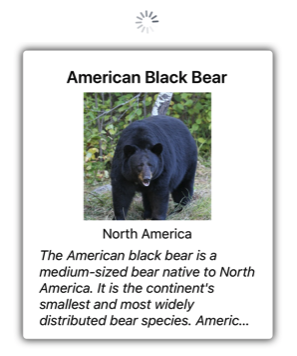 American Black Bear
North America
The American black bear is a
medium-sized bear native to North
America. It is the continent's
smallest and most widely
distributed bear species. Americ...